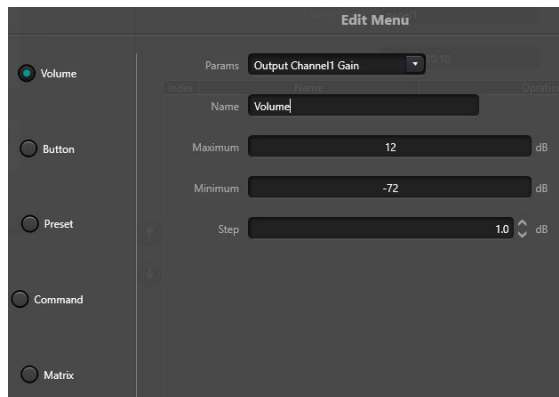 Edit Menu
Volume
Params Output Channel1 Gain
Index Name
Name Volume
Button
Maximum 12 dB
Minimum -72 dB
Preset
Step 1.0 dB
Command
Matrix